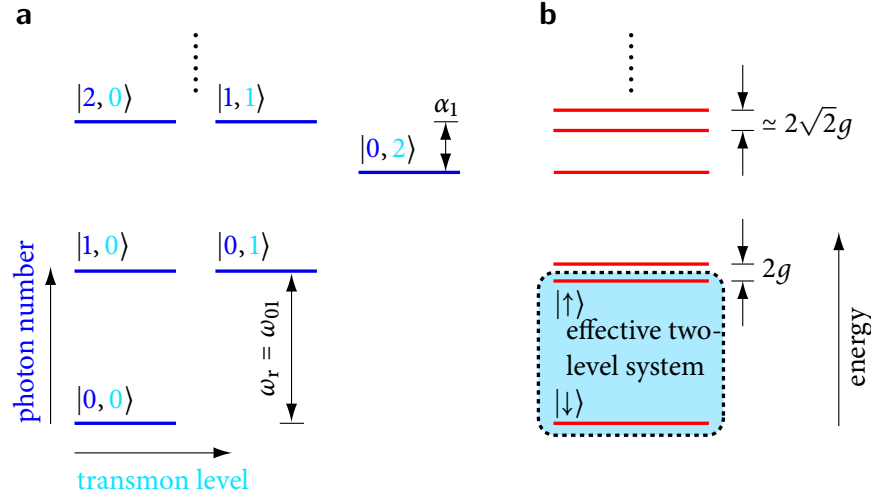 a
|2, 0⟩
|1, 1⟩
α₁
|0, 2⟩
|1, 0⟩
|0, 1⟩
ωᵣ = ω₀₁
|0, 0⟩
photon number
transmon level
b
≃ 2√2g
2g
|↑⟩
effective two-
level system
|↓⟩
energy